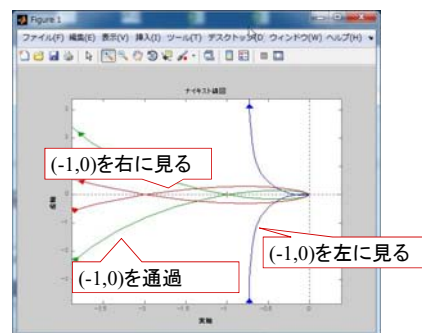 Figure 1
ファイル(F) 編集(E) 表示(V) 挿入(I) ツール(T) デスクトップ(D) ウィンドウ(W) ヘルプ(H)
ナイキスト線図
(-1,0)を右に見る
(-1,0)を左に見る
(-1,0)を通過
実軸